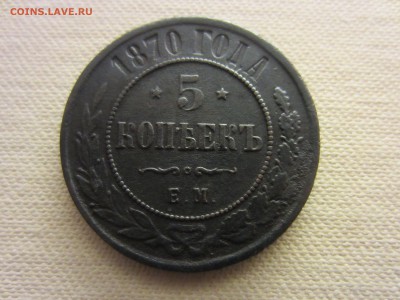 COINS.LAVE.RU
1870 ГОДА
* 5 *
КОПѢЕКЪ
Е.М.